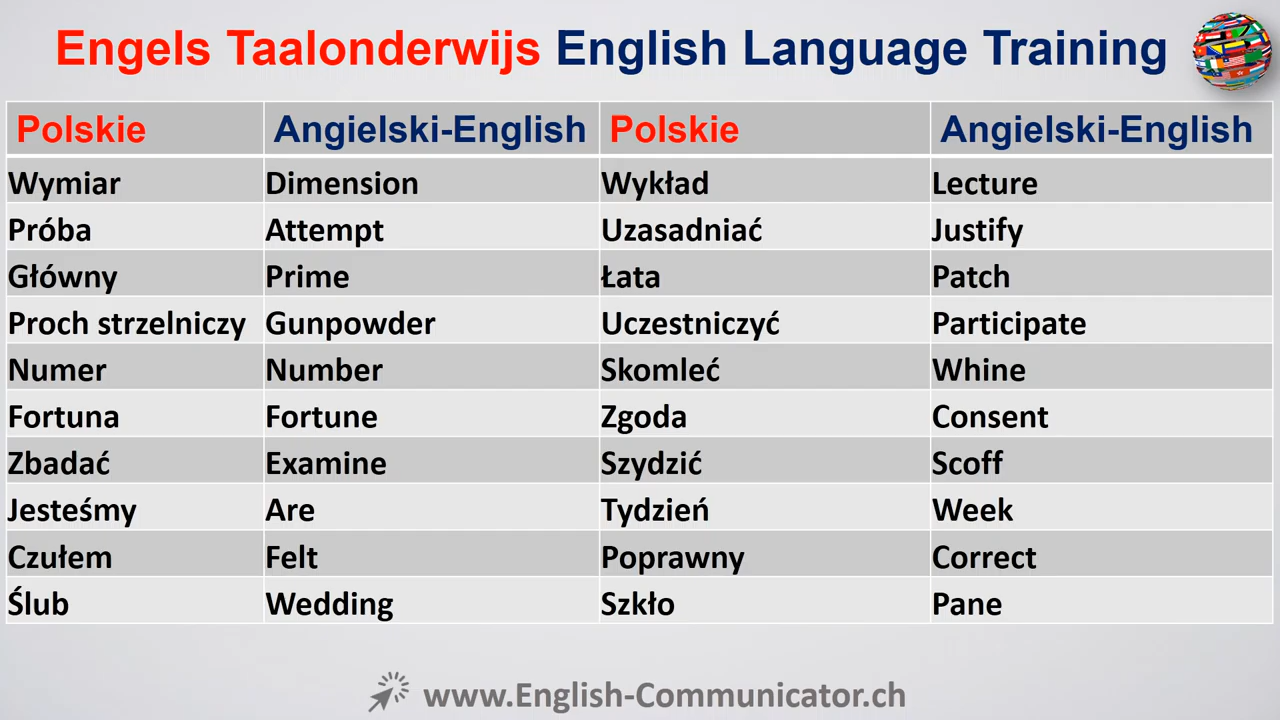 Engels Taalonderwijs English Language Training
Polskie Angielski-English Polskie Angielski-English
Wymiar Dimension Wykład Lecture
Próba Attempt Uzasadniać Justify
Główny Prime Łata Patch
Proch strzelniczy Gunpowder Uczestniczyć Participate
Numer Number Skomleć Whine
Fortuna Fortune Zgoda Consent
Zbadać Examine Szydzić Scoff
Jesteśmy Are Tydzień Week
Czułem Felt Poprawny Correct
Ślub Wedding Szkło Pane
www.English-Communicator.ch